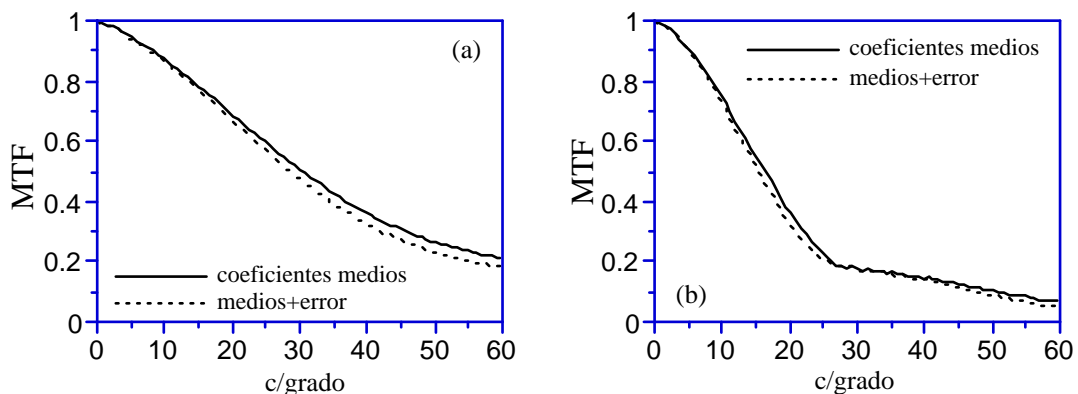 1
0.8
0.6
0.4
0.2
0
MTF
(a)
coeficientes medios
medios+error
0 10 20 30 40 50 60
c/grado
1
0.8
0.6
0.4
0.2
0
MTF
coeficientes medios
medios+error
(b)
0 10 20 30 40 50 60
c/grado